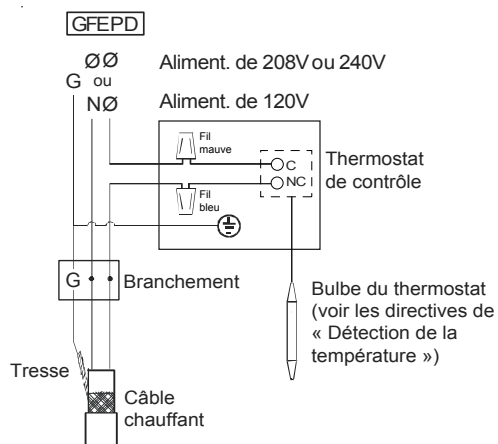 GFEPD
ØØ Aliment. de 208V ou 240V
G ou
NØ Aliment. de 120V
Fil
mauve
C
Thermostat
de contrôle
NC
Fil
bleu
G
Branchement
Bulbe du thermostat
(voir les directives de
« Détection de la
température »)
Tresse
Câble
chauffant